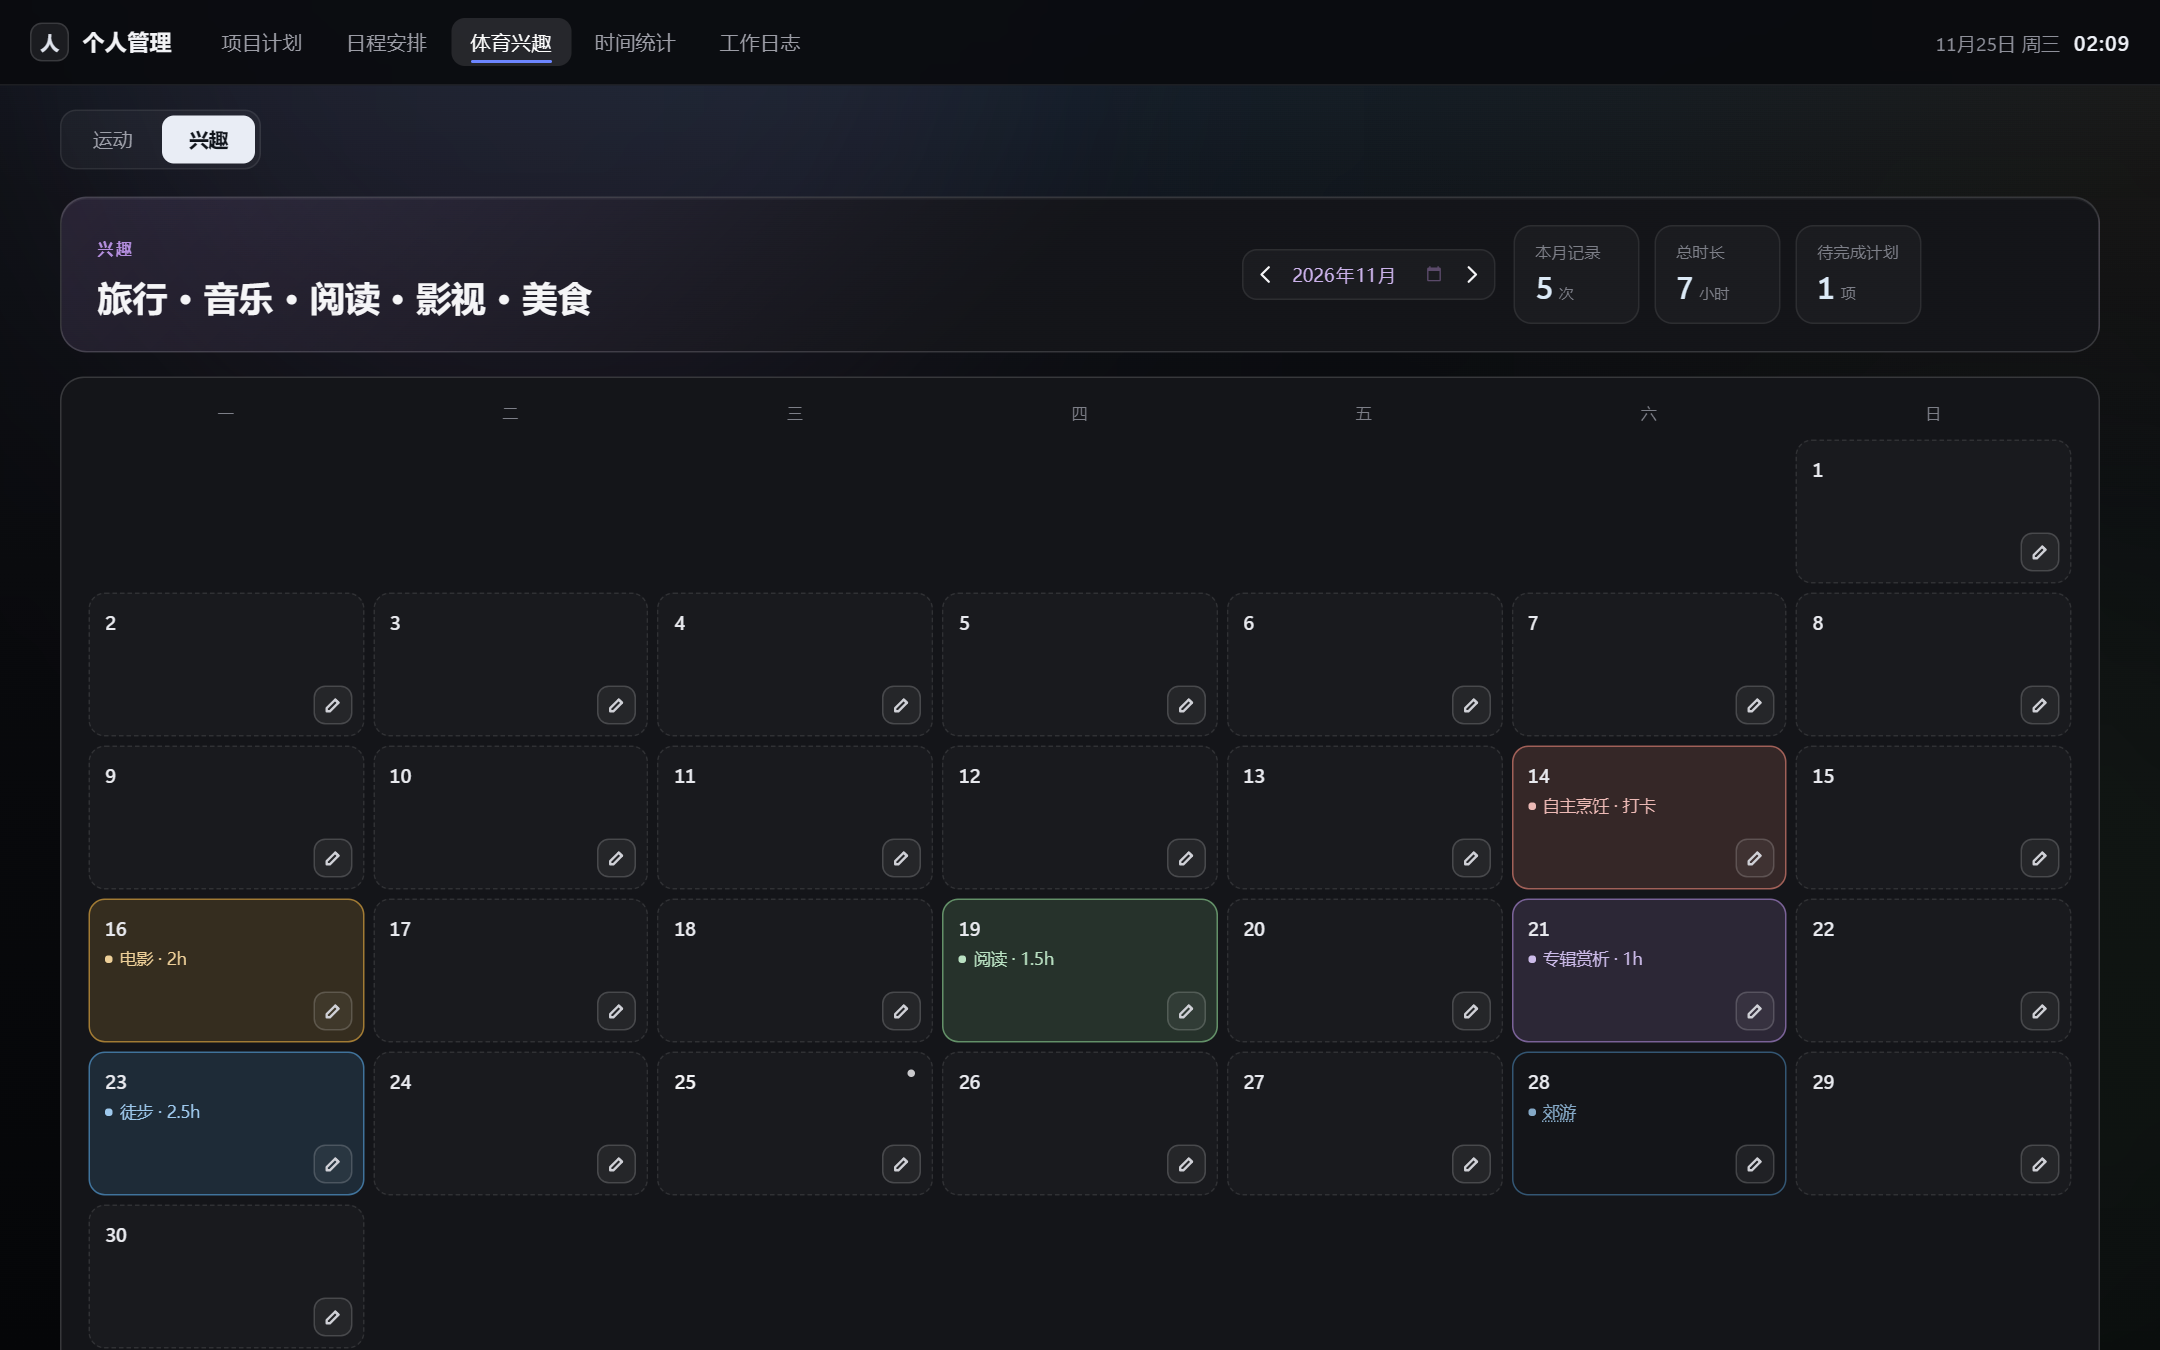 人 个人管理 项目计划 日程安排 体育兴趣 时间统计 工作日志 11月25日 周三 02:09
运动 兴趣
兴趣
旅行・音乐・阅读・影视・美食
2026年11月
本月记录
5 次
总时长
7 小时
待完成计划
1 项
一 二 三 四 五 六 日
1
2 3 4 5 6 7 8
9 10 11 12 13 14 15
自主烹饪 · 打卡
16 17 18 19 20 21 22
电影 · 2h 阅读 · 1.5h 专辑赏析 · 1h
23 24 25 26 27 28 29
徒步 · 2.5h 郊游
30